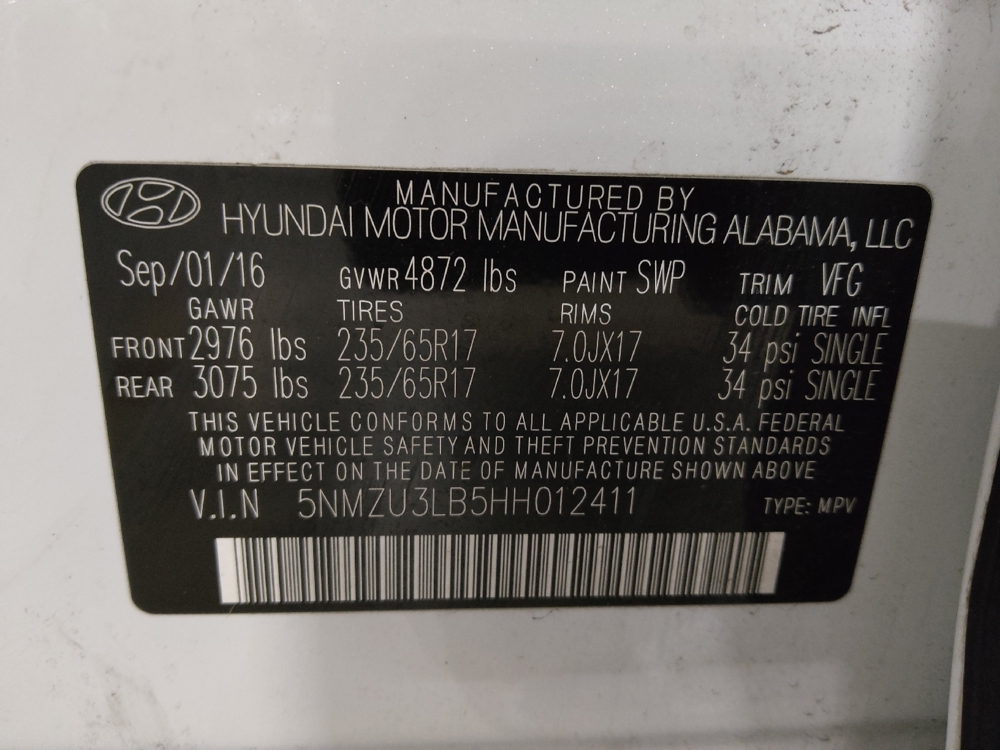 MANUFACTURED BY
HYUNDAI MOTOR MANUFACTURING ALABAMA, LLC
Sep/01/16 GVWR 4872 lbs PAINT SWP TRIM VFG
GAWR TIRES RIMS COLD TIRE INFL
FRONT 2976 lbs 235/65R17 7.0JX17 34 psi SINGLE
REAR 3075 lbs 235/65R17 7.0JX17 34 psi SINGLE
THIS VEHICLE CONFORMS TO ALL APPLICABLE U.S.A. FEDERAL
MOTOR VEHICLE SAFETY AND THEFT PREVENTION STANDARDS
IN EFFECT ON THE DATE OF MANUFACTURE SHOWN ABOVE
V.I.N 5NMZU3LB5HH012411 TYPE: MPV